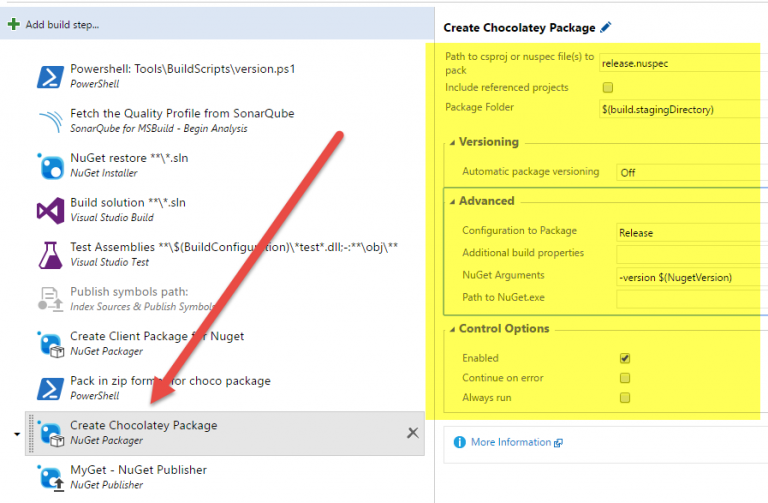 Add build step...
Powershell: Tools\BuildScripts\version.ps1
PowerShell
Fetch the Quality Profile from SonarQube
SonarQube for MSBuild - Begin Analysis
NuGet restore **\*.sln
NuGet Installer
Build solution **\*.sln
Visual Studio Build
Test Assemblies **\$(BuildConfiguration)\*test*.dll;-:**\obj\**
Visual Studio Test
Publish symbols path:
Index Sources & Publish Symbols
Create Client Package for Nuget
NuGet Packager
Pack in zip format for choco package
PowerShell
Create Chocolatey Package
NuGet Packager
MyGet - NuGet Publisher
NuGet Publisher
Create Chocolatey Package
Path to csproj or nuspec file(s) to
pack
release.nuspec
Include referenced projects
Package Folder
$(build.stagingDirectory)
Versioning
Automatic package versioning
Off
Advanced
Configuration to Package
Release
Additional build properties
NuGet Arguments
-version $(NugetVersion)
Path to NuGet.exe
Control Options
Enabled
Continue on error
Always run
More Information